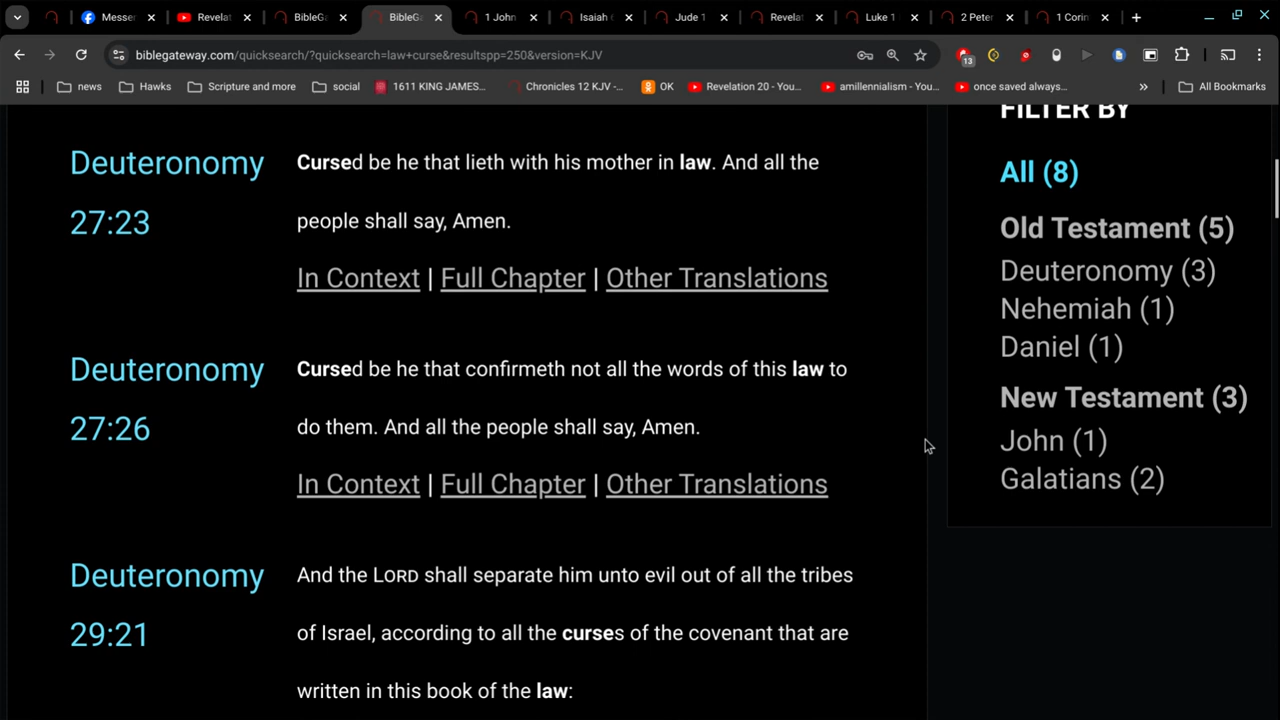 Messen
Revelat
BibleGa
BibleGa
1 John
Isaiah 6
Jude 1
Revelat
Luke 1
2 Peter
1 Corin
biblegateway.com/quicksearch/?quicksearch=law+curse&resultspp=250&version=KJV
13
news
Hawks
Scripture and more
social
1611 KING JAMES...
Chronicles 12 KJV -...
OK
Revelation 20 - You...
amillennialism - You...
once saved always...
All Bookmarks
FILTER BY
All (8)
Old Testament (5)
Deuteronomy (3)
Nehemiah (1)
Daniel (1)
New Testament (3)
John (1)
Galatians (2)
Deuteronomy
27:23
Cursed be he that lieth with his mother in law. And all the
people shall say, Amen.
In Context | Full Chapter | Other Translations
Deuteronomy
27:26
Cursed be he that confirmeth not all the words of this law to
do them. And all the people shall say, Amen.
In Context | Full Chapter | Other Translations
Deuteronomy
29:21
And the LORD shall separate him unto evil out of all the tribes
of Israel, according to all the curses of the covenant that are
written in this book of the law: